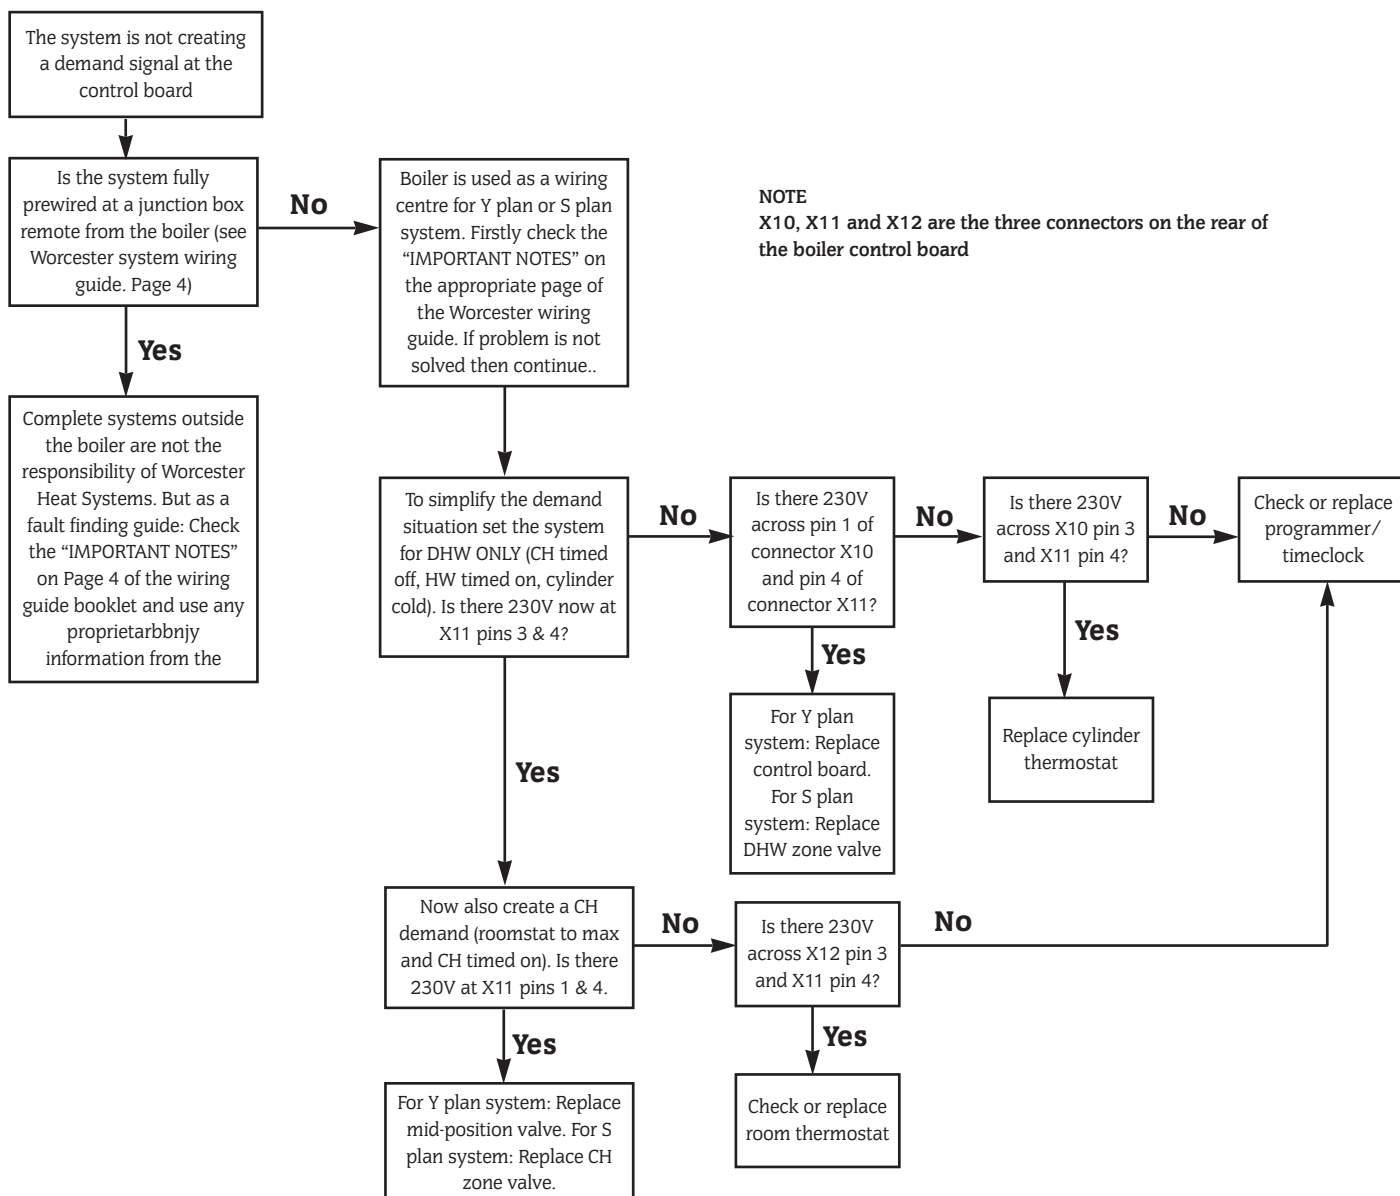 The system is not creating
a demand signal at the
control board
Is the system fully
prewired at a junction box
remote from the boiler (see
Worcester system wiring
guide. Page 4)
No
Boiler is used as a wiring
centre for Y plan or S plan
system. Firstly check the
“IMPORTANT NOTES” on
the appropriate page of
the Worcester wiring
guide. If problem is not
solved then continue..
NOTE
X10, X11 and X12 are the three connectors on the rear of
the boiler control board
Yes
Complete systems outside
the boiler are not the
responsibility of Worcester
Heat Systems. But as a
fault finding guide: Check
the “IMPORTANT NOTES”
on Page 4 of the wiring
guide booklet and use any
proprietarbbnjy
information from the
To simplify the demand
situation set the system
for DHW ONLY (CH timed
off, HW timed on, cylinder
cold). Is there 230V now at
X11 pins 3 & 4?
No
Is there 230V
across pin 1 of
connector X10
and pin 4 of
connector X11?
No
Is there 230V
across X10 pin 3
and X11 pin 4?
No
Check or replace
programmer/
timeclock
Yes
For Y plan
system: Replace
control board.
For S plan
system: Replace
DHW zone valve
Yes
Replace cylinder
thermostat
Yes
Now also create a CH
demand (roomstat to max
and CH timed on). Is there
230V at X11 pins 1 & 4.
No
Is there 230V
across X12 pin 3
and X11 pin 4?
No
Yes
For Y plan system: Replace
mid-position valve. For S
plan system: Replace CH
zone valve.
Yes
Check or replace
room thermostat